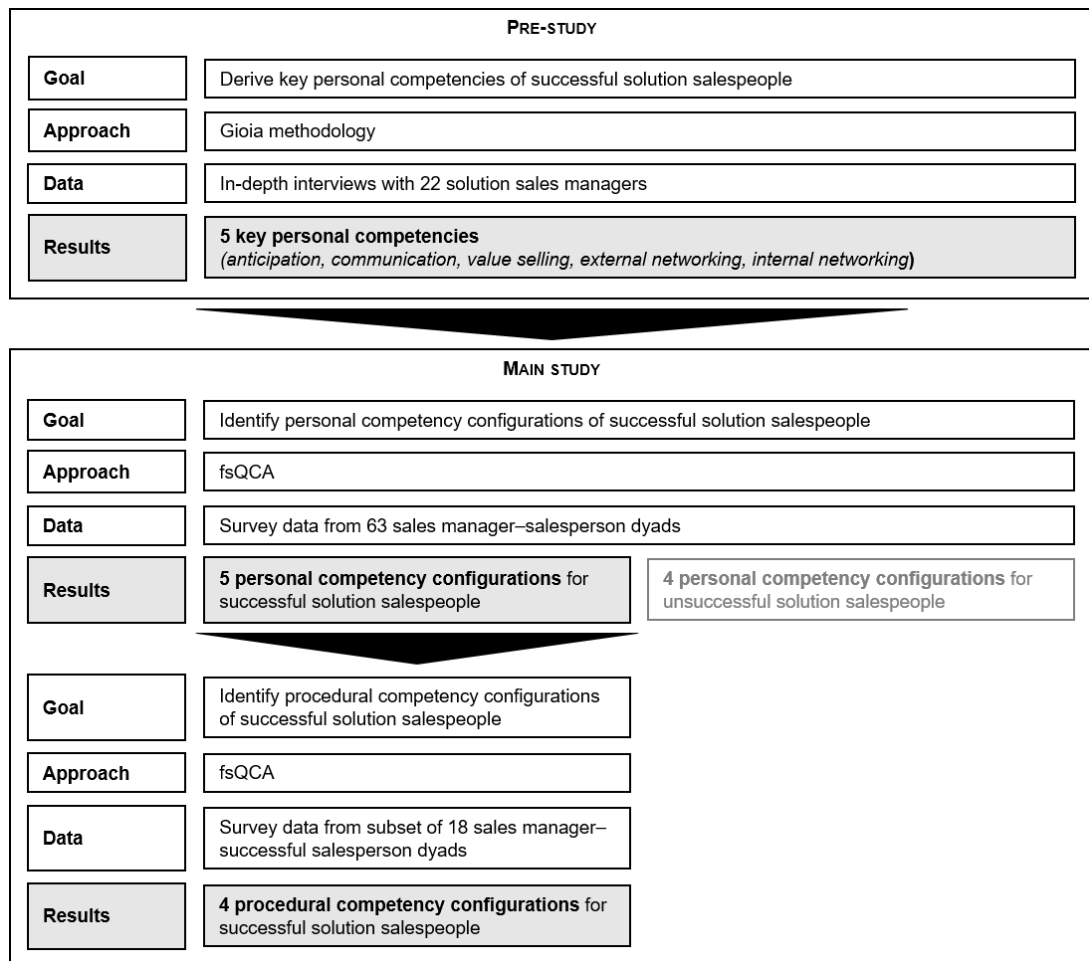 PRE-STUDY
Goal
Derive key personal competencies of successful solution salespeople
Approach
Gioia methodology
Data
In-depth interviews with 22 solution sales managers
Results
5 key personal competencies
(anticipation, communication, value selling, external networking, internal networking)
MAIN STUDY
Goal
Identify personal competency configurations of successful solution salespeople
Approach
fsQCA
Data
Survey data from 63 sales manager–salesperson dyads
Results
5 personal competency configurations for
successful solution salespeople
4 personal competency configurations for
unsuccessful solution salespeople
Goal
Identify procedural competency configurations
of successful solution salespeople
Approach
fsQCA
Data
Survey data from subset of 18 sales manager–
successful salesperson dyads
Results
4 procedural competency configurations for
successful solution salespeople